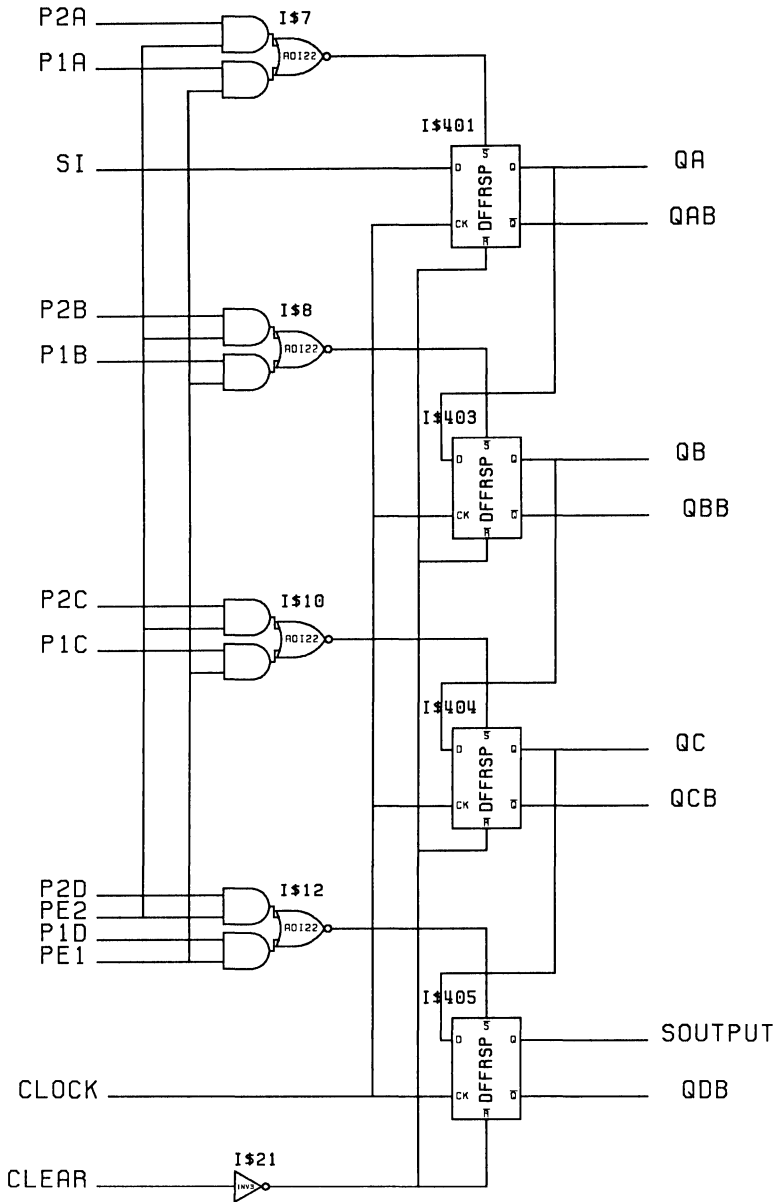 P2A
I$7
AOI22
P1A
I$401
SI
S
D
Q
DFFRSP
CK
Q
R
QA
QAB
P2B
I$8
AOI22
P1B
I$403
S
D
Q
DFFRSP
CK
Q
R
QB
QBB
P2C
I$10
AOI22
P1C
I$404
S
D
Q
DFFRSP
CK
Q
R
QC
QCB
P2D
PE2
P1D
PE1
I$12
AOI22
I$405
S
D
Q
DFFRSP
CK
Q
R
SOUTPUT
QDB
CLOCK
CLEAR
I$21
INV3